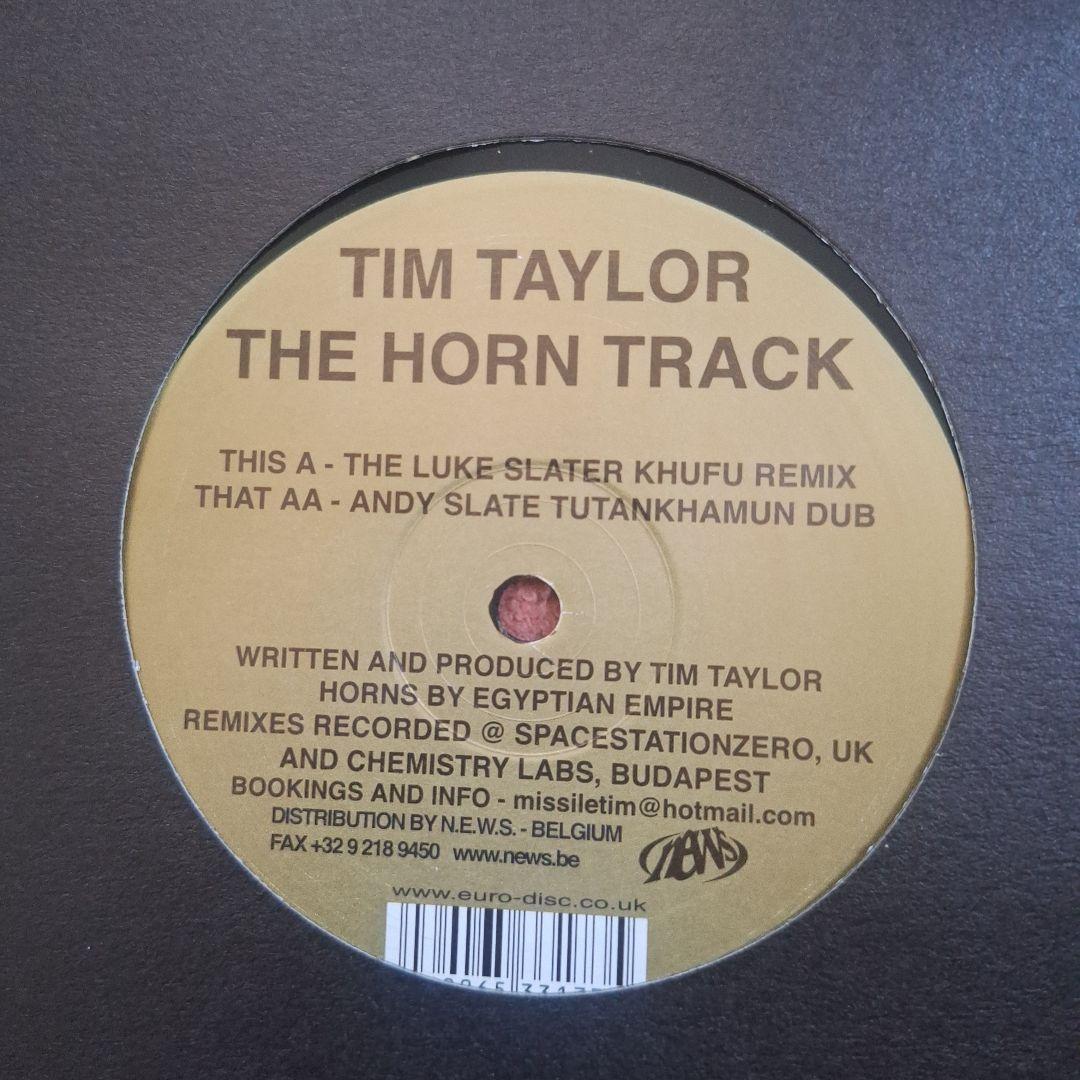 TIM TAYLOR
THE HORN TRACK
THIS A - THE LUKE SLATER KHUFU REMIX
THAT AA - ANDY SLATE TUTANKHAMUN DUB
WRITTEN AND PRODUCED BY TIM TAYLOR
HORNS BY EGYPTIAN EMPIRE
REMIXES RECORDED @ SPACESTATIONZERO, UK
AND CHEMISTRY LABS, BUDAPEST
BOOKINGS AND INFO - missiletim@hotmail.com
DISTRIBUTION BY N.E.W.S. - BELGIUM
FAX +32 9 218 9450 www.news.be
news
www.euro-disc.co.uk